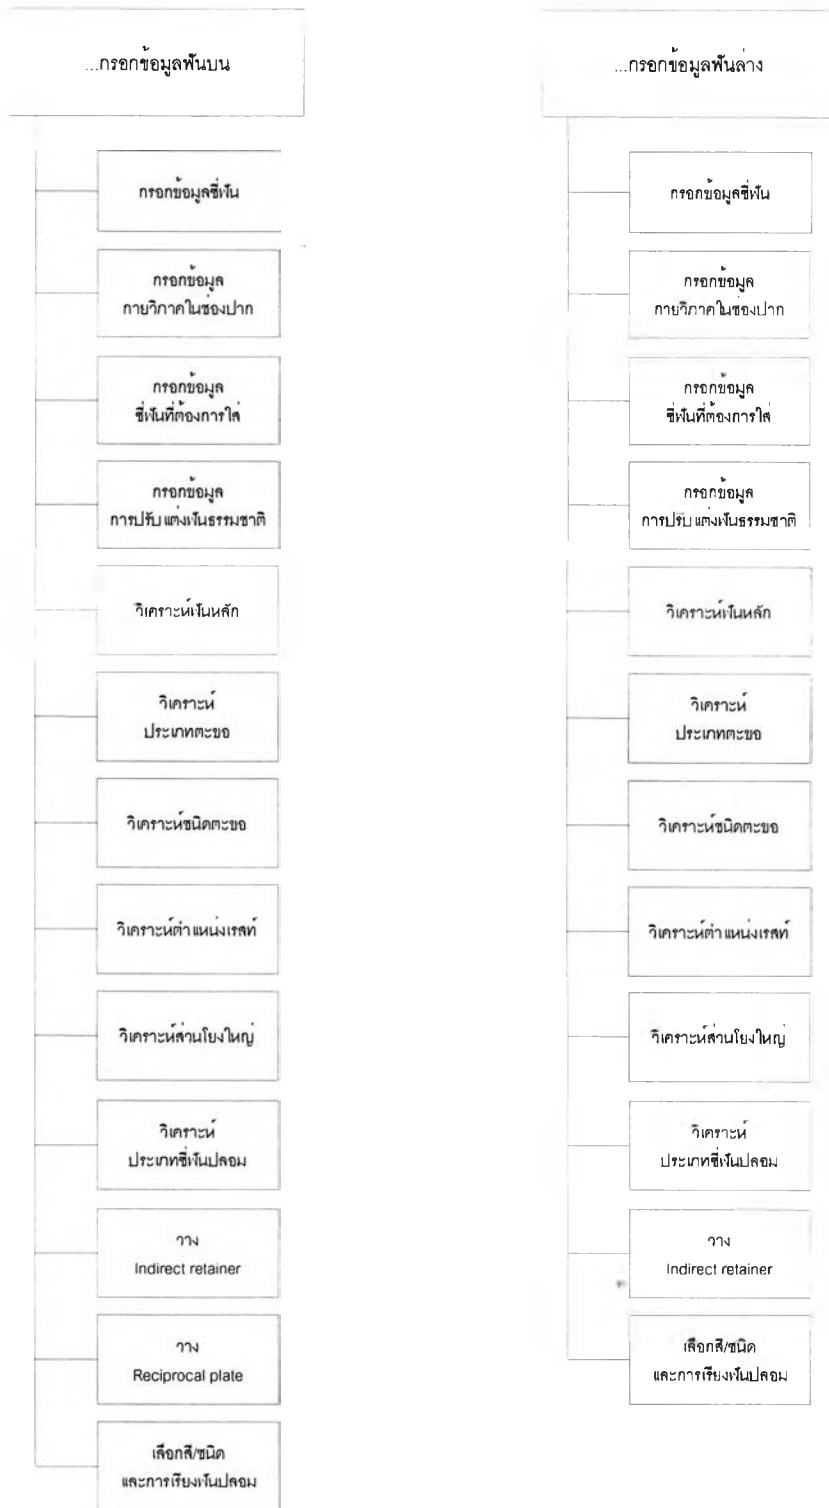 ...กรอกข้อมูลฟันบน
กรอกข้อมูลซี่ฟัน
กรอกข้อมูล
กายวิภาคในช่องปาก
กรอกข้อมูล
ซี่ฟันที่ต้องการใส่
กรอกข้อมูล
การปรับแต่งฟันธรรมชาติ
วิเคราะห์ฟันหลัก
วิเคราะห์
ประเภทตะขอ
วิเคราะห์ชนิดตะขอ
วิเคราะห์ตำแหน่งเรสท์
วิเคราะห์ส่วนโยงใหญ่
วิเคราะห์
ประเภทซี่ฟันปลอม
วาง
Indirect retainer
วาง
Reciprocal plate
เลือกสี/ชนิด
และการเรียงฟันปลอม
...กรอกข้อมูลฟันล่าง
กรอกข้อมูลซี่ฟัน
กรอกข้อมูล
กายวิภาคในช่องปาก
กรอกข้อมูล
ซี่ฟันที่ต้องการใส่
กรอกข้อมูล
การปรับแต่งฟันธรรมชาติ
วิเคราะห์ฟันหลัก
วิเคราะห์
ประเภทตะขอ
วิเคราะห์ชนิดตะขอ
วิเคราะห์ตำแหน่งเรสท์
วิเคราะห์ส่วนโยงใหญ่
วิเคราะห์
ประเภทซี่ฟันปลอม
วาง
Indirect retainer
เลือกสี/ชนิด
และการเรียงฟันปลอม